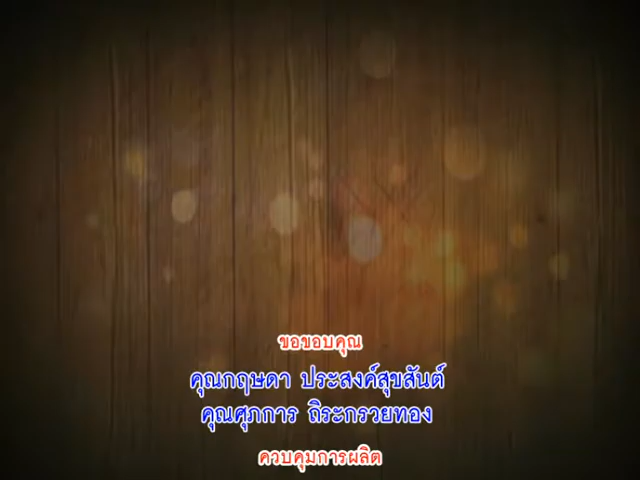 ขอขอบคุณ
คุณกฤษดา ประสงค์สุขสันต์
คุณศุภการ ถิระกรวยทอง
ควบคุมการผลิต